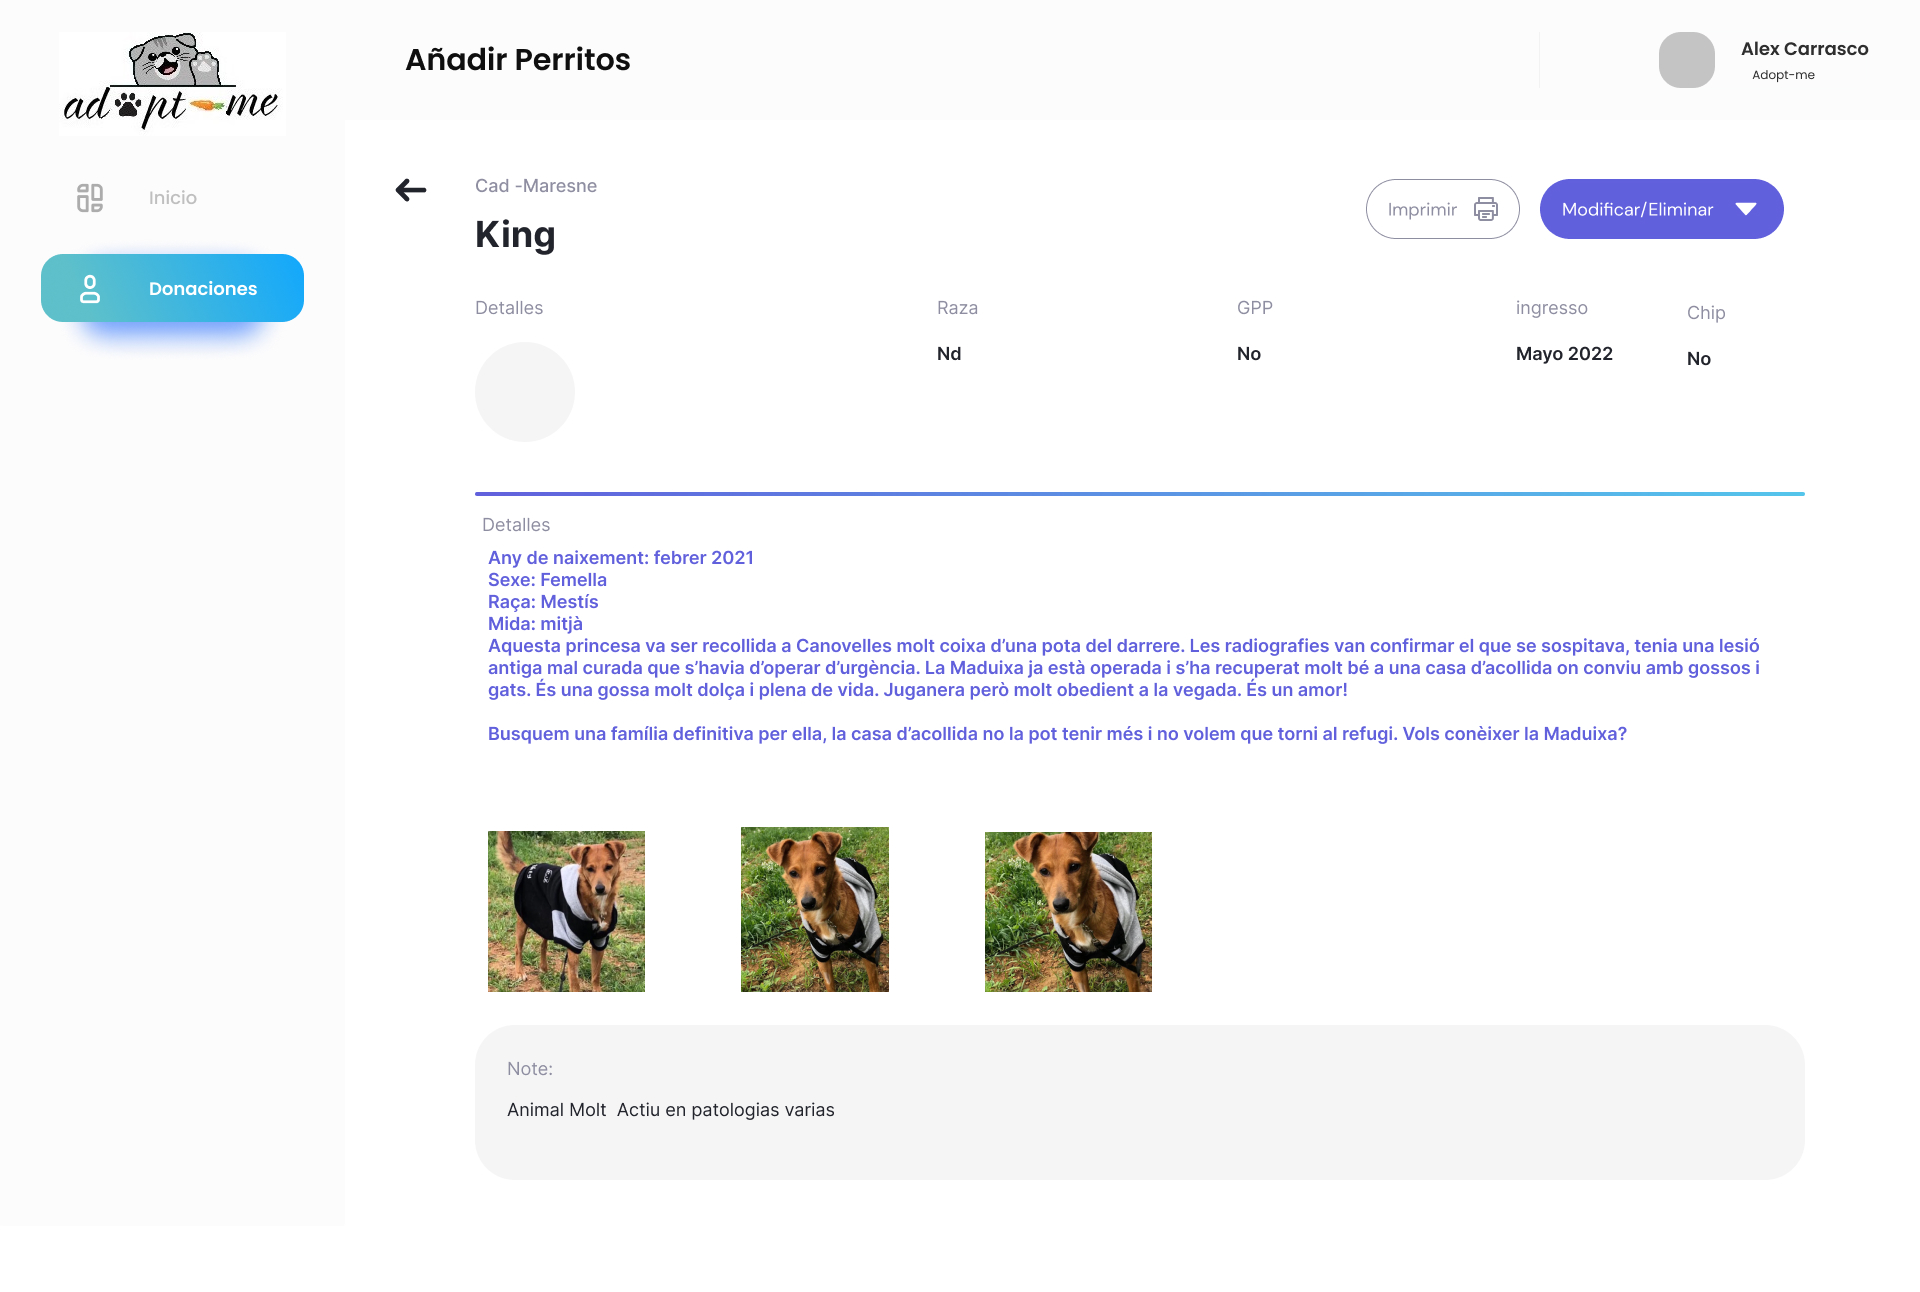 adopt-me
Añadir Perritos
Alex Carrasco
Adopt-me
Inicio
Donaciones
Cad -Maresne
King
Imprimir
Modificar/Eliminar
Detalles
Raza
GPP
ingresso
Chip
Nd
No
Mayo 2022
No
Detalles
Any de naixement: febrer 2021
Sexe: Femella
Raça: Mestís
Mida: mitjà
Aquesta princesa va ser recollida a Canovelles molt coixa d’una pota del darrere. Les radiografies van confirmar el que se sospitava, tenia una lesió
antiga mal curada que s’havia d’operar d’urgència. La Maduixa ja està operada i s’ha recuperat molt bé a una casa d’acollida on conviu amb gossos i
gats. És una gossa molt dolça i plena de vida. Juganera però molt obedient a la vegada. És un amor!
Busquem una família definitiva per ella, la casa d’acollida no la pot tenir més i no volem que torni al refugi. Vols conèixer la Maduixa?
Note:
Animal Molt  Actiu en patologias varias